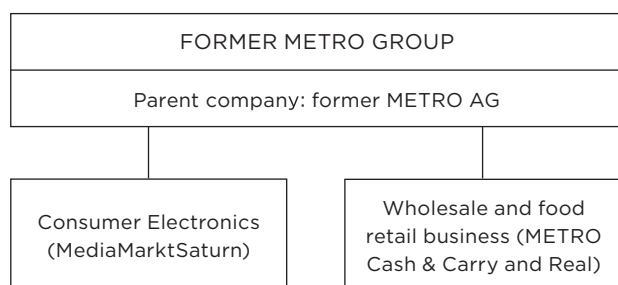 FORMER METRO GROUP
Parent company: former METRO AG
Consumer Electronics
(MediaMarktSaturn)
Wholesale and food
retail business (METRO
Cash & Carry and Real)